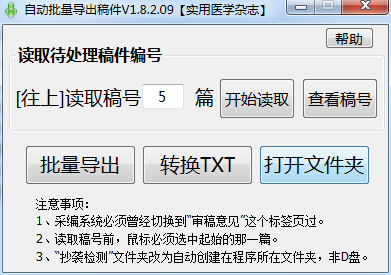 自动批量导出稿件V1.8.2.09【实用医学杂志】
帮助
读取待处理稿件编号
[往上]读取稿号 5 篇 开始读取 查看稿号
批量导出 转换TXT 打开文件夹
注意事项:
1、采编系统必须曾经切换到“审稿意见”这个标签页过。
2、读取稿号前，鼠标必须选中起始的那一篇。
3、“抄袭检测”文件夹改为自动创建在程序所在文件夹，非D盘。